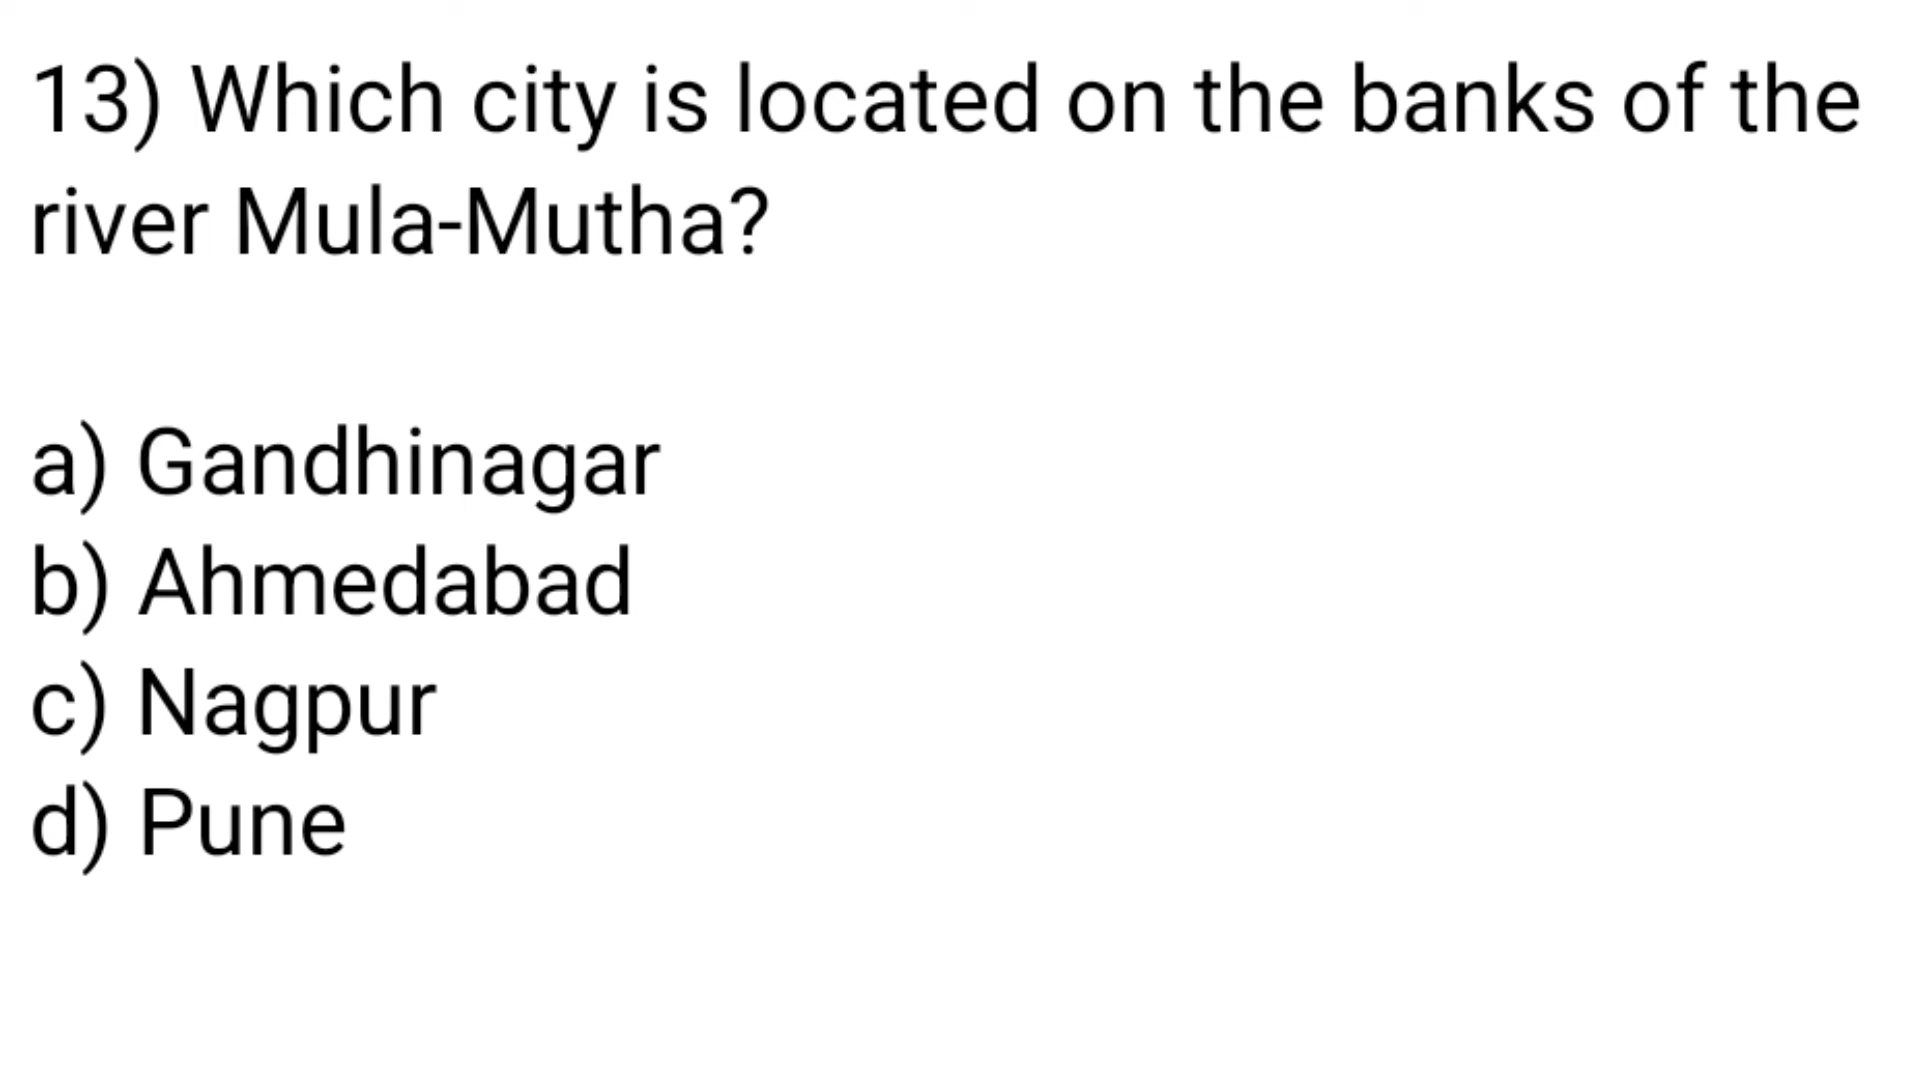 13) Which city is located on the banks of the
river Mula-Mutha?
a) Gandhinagar
b) Ahmedabad
c) Nagpur
d) Pune